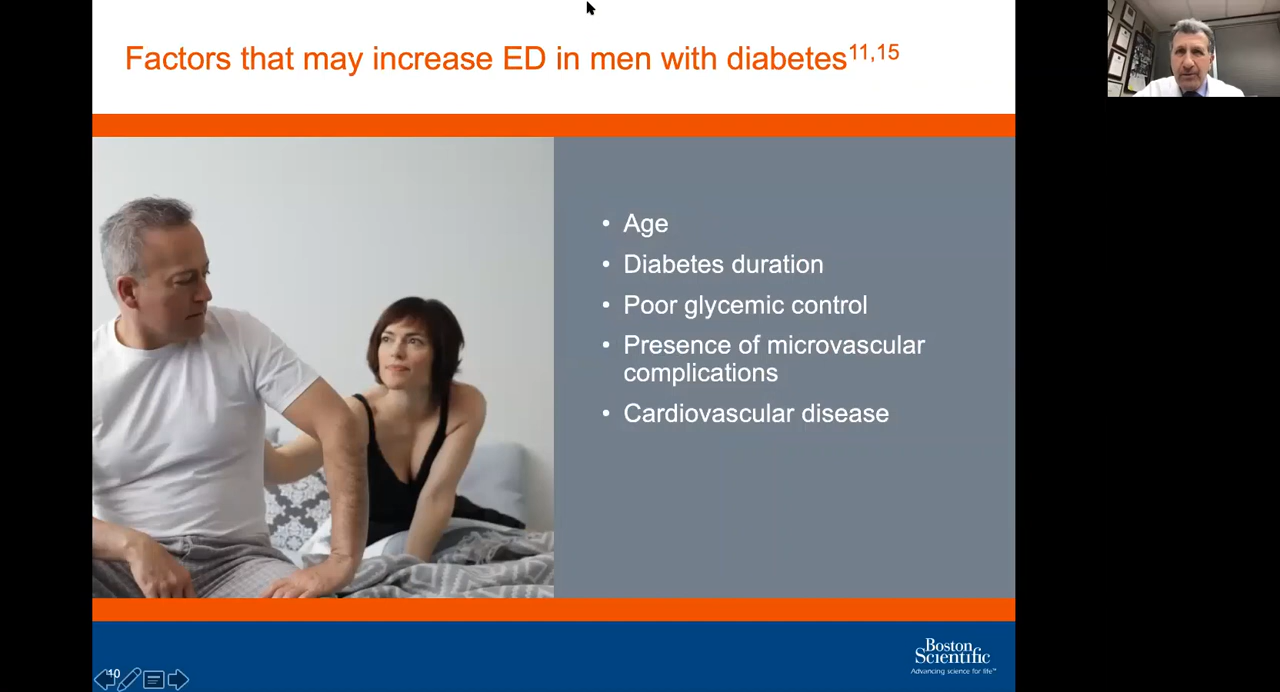 Factors that may increase ED in men with diabetes11,15
• Age
• Diabetes duration
• Poor glycemic control
• Presence of microvascular
complications
• Cardiovascular disease
10
Boston
Scientific
Advancing science for life™